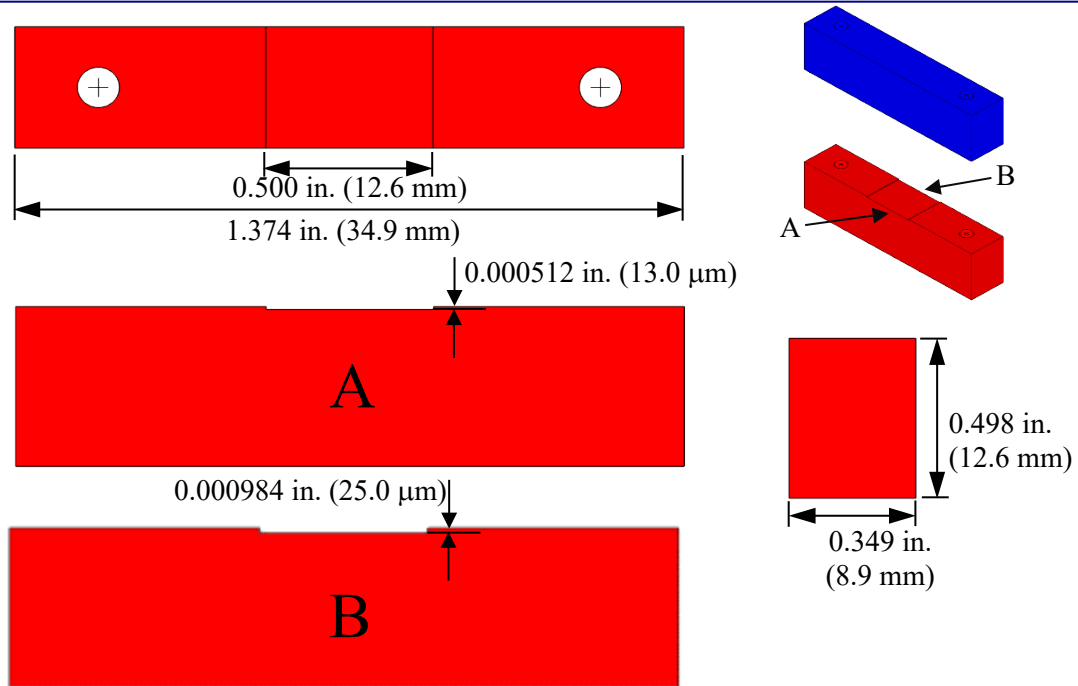 0.500 in. (12.6 mm)
1.374 in. (34.9 mm)
0.000512 in. (13.0 μm)
A
0.000984 in. (25.0 μm)
B
B
A
0.498 in.
(12.6 mm)
0.349 in.
(8.9 mm)